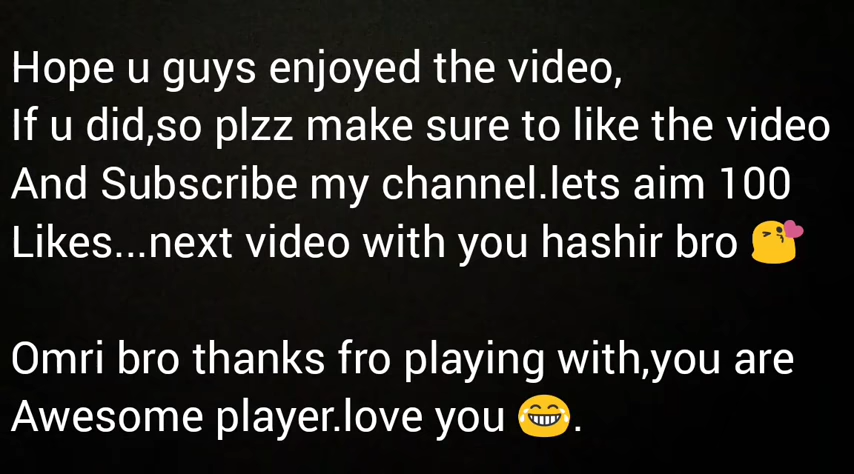 Hope u guys enjoyed the video,
If u did,so plzz make sure to like the video
And Subscribe my channel.lets aim 100
Likes...next video with you hashir bro 😘
Omri bro thanks fro playing with,you are
Awesome player.love you 😂.